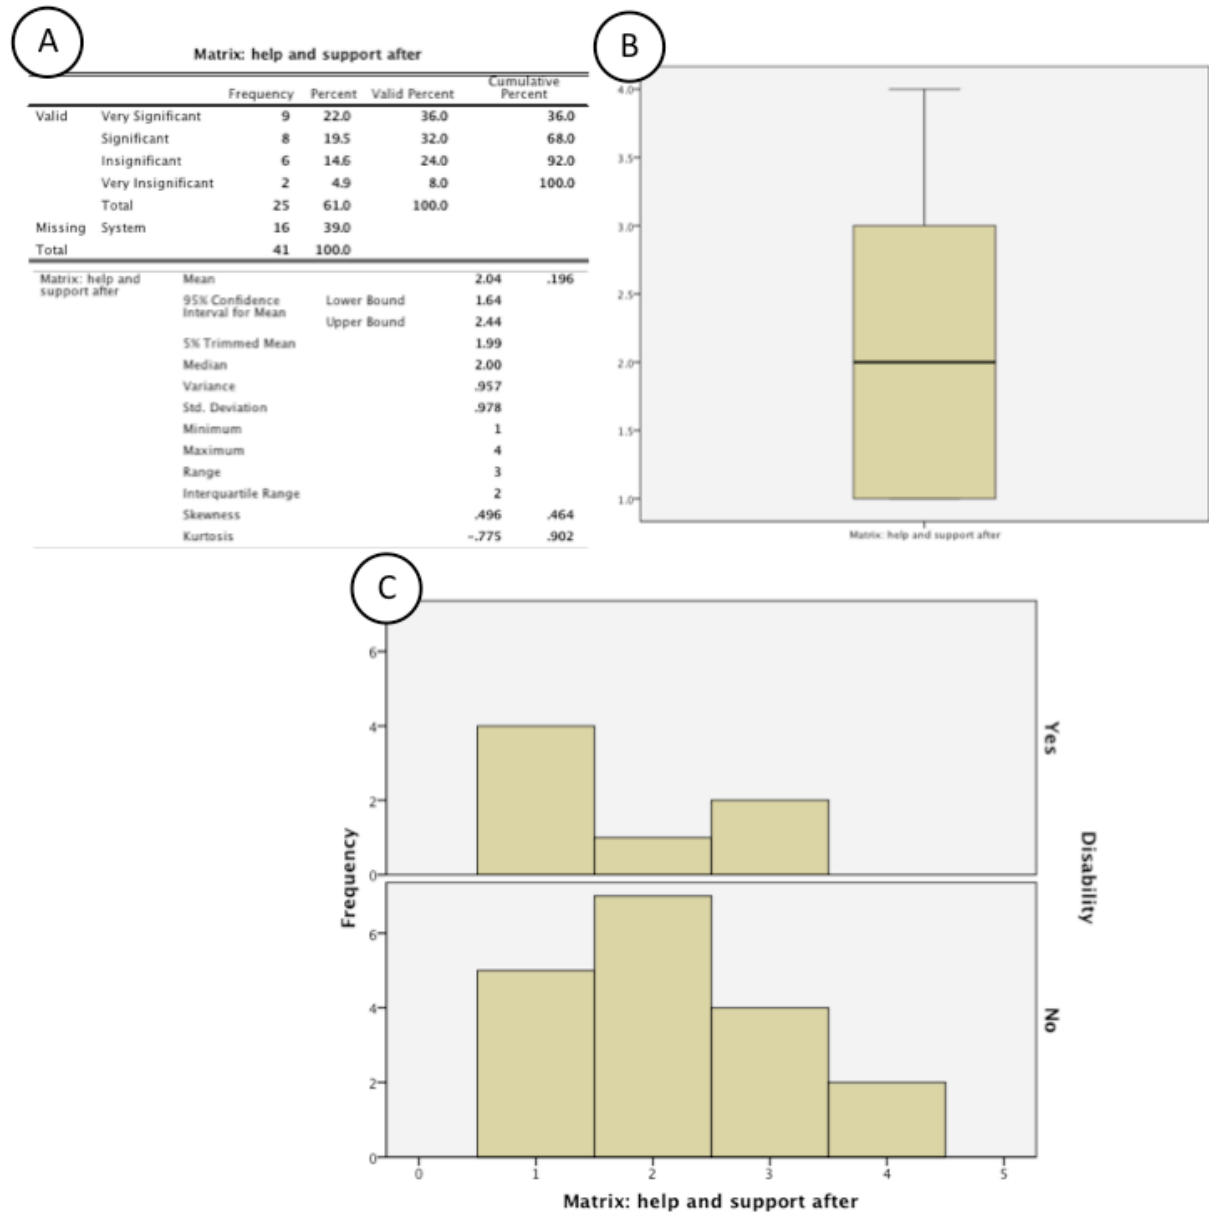 A
Matrix: help and support after
Cumulative
Frequency Percent Valid Percent Percent
Valid Very Significant 9 22.0 36.0 36.0
Significant 8 19.5 32.0 68.0
Insignificant 6 14.6 24.0 92.0
Very Insignificant 2 4.9 8.0 100.0
Total 25 61.0 100.0
Missing System 16 39.0
Total 41 100.0
Matrix: help and Mean 2.04 .196
support after
95% Confidence Lower Bound 1.64
Interval for Mean
Upper Bound 2.44
5% Trimmed Mean 1.99
Median 2.00
Variance .957
Std. Deviation .978
Minimum 1
Maximum 4
Range 3
Interquartile Range 2
Skewness .496 .464
Kurtosis -.775 .902
B
4.0
3.5
3.0
2.5
2.0
1.5
1.0
Matrix: help and support after
C
6
4
2
0
Yes
6
4
2
0
No
Frequency
Disability
0 1 2 3 4 5
Matrix: help and support after